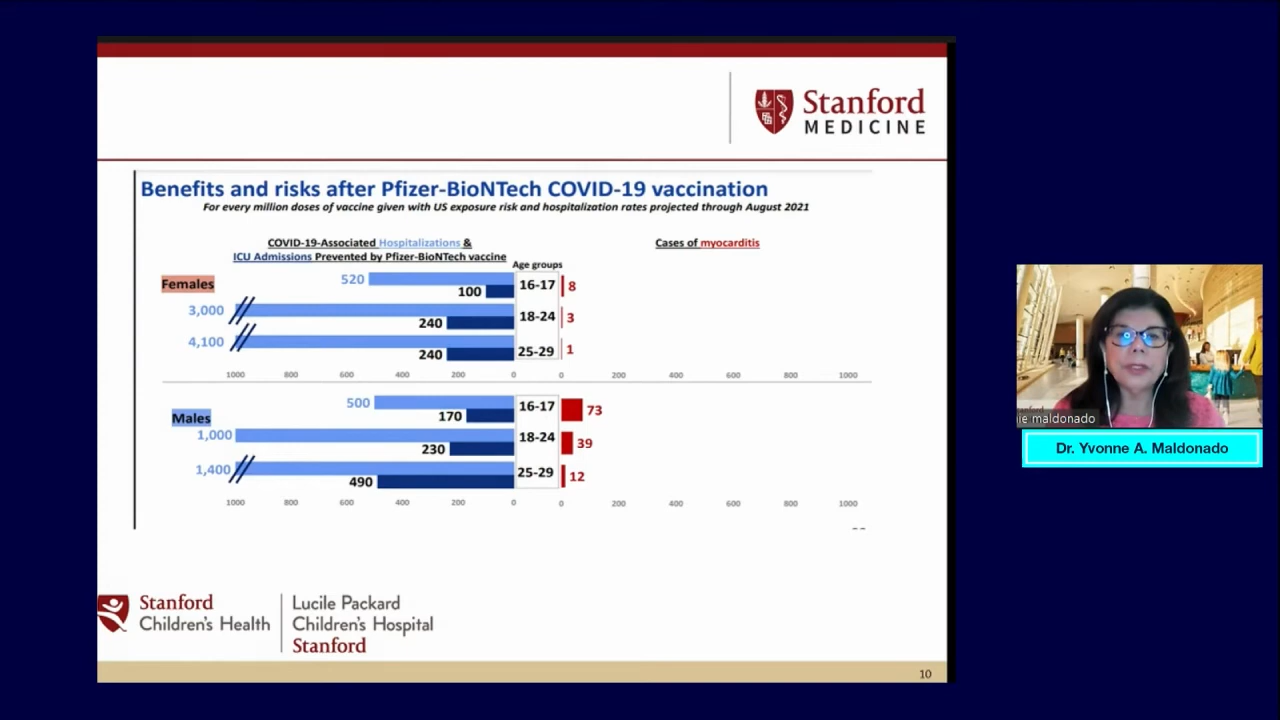 Stanford
MEDICINE
Benefits and risks after Pfizer-BioNTech COVID-19 vaccination
For every million doses of vaccine given with US exposure risk and hospitalization rates projected through August 2021
COVID-19-Associated Hospitalizations &
ICU Admissions Prevented by Pfizer-BioNTech vaccine
Cases of myocarditis
Age groups
Females
520
100
16-17
8
3,000
240
18-24
3
4,100
240
25-29
1
1000 800 600 400 200 0 0 200 400 600 800 1000
Males
500
170
16-17
73
1,000
230
18-24
39
1,400
490
25-29
12
1000 800 600 400 200 0 0 200 400 600 800 1000
Stanford
Children's Health
Lucile Packard
Children's Hospital
Stanford
10
maldonado
Dr. Yvonne A. Maldonado